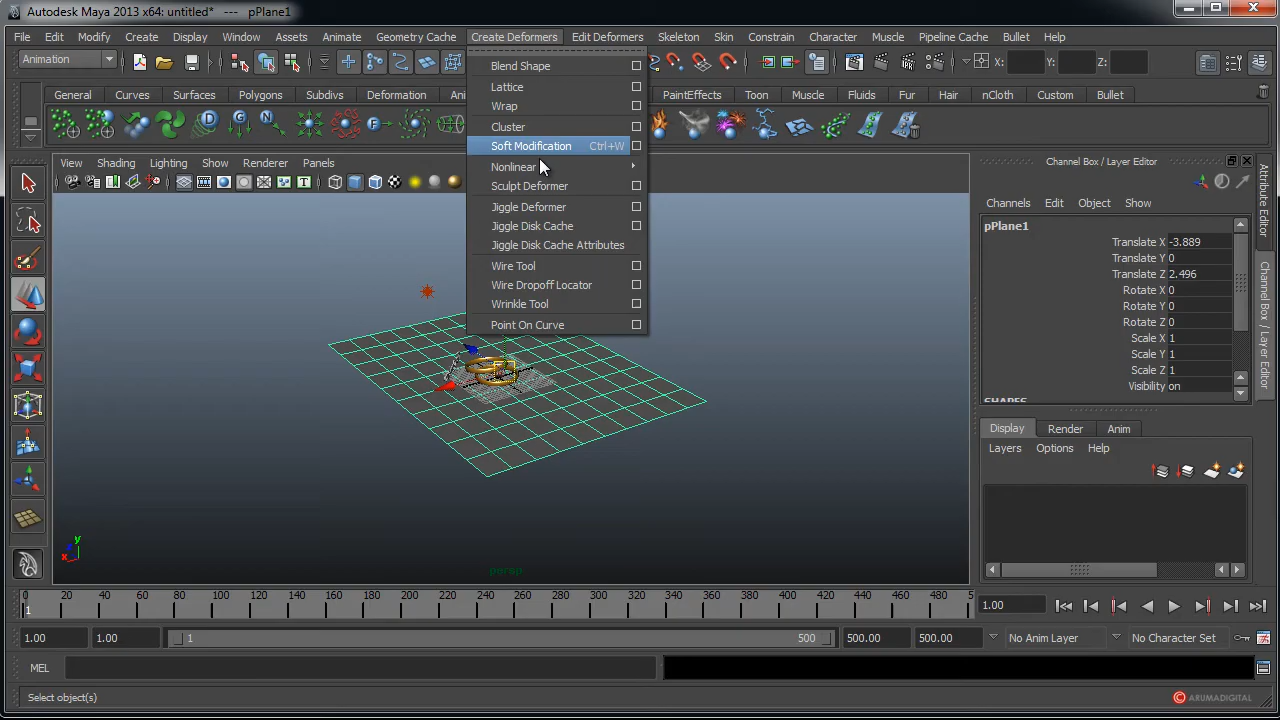 Autodesk Maya 2013 x64: untitled*   ---   pPlane1
File Edit Modify Create Display Window Assets Animate Geometry Cache Create Deformers Edit Deformers Skeleton Skin Constrain Character Muscle Pipeline Cache Bullet Help
Animation
X: Y: Z:
General Curves Surfaces Polygons Subdivs Deformation Ani PaintEffects Toon Muscle Fluids Fur Hair nCloth Custom Bullet
View Shading Lighting Show Renderer Panels
Blend Shape
Lattice
Wrap
Cluster
Soft Modification Ctrl+W
Nonlinear
Sculpt Deformer
Jiggle Deformer
Jiggle Disk Cache
Jiggle Disk Cache Attributes
Wire Tool
Wire Dropoff Locator
Wrinkle Tool
Point On Curve
persp
y
x
Channel Box / Layer Editor
Channels Edit Object Show
pPlane1
Translate X -3.889
Translate Y 0
Translate Z 2.496
Rotate X 0
Rotate Y 0
Rotate Z 0
Scale X 1
Scale Y 1
Scale Z 1
Visibility on
SHAPES
Attribute Editor
Channel Box / Layer Editor
Display Render Anim
Layers Options Help
0 20 40 60 80 100 120 140 160 180 200 220 240 260 280 300 320 340 360 380 400 420 440 460 480 5
1
1.00
1.00 1.00 1 500 500.00 500.00 No Anim Layer No Character Set
MEL
Select object(s)
© ARUMADIGITAL